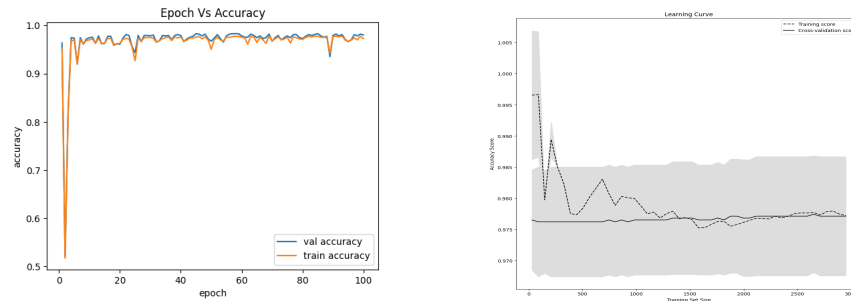 Epoch Vs Accuracy
1.0
0.9
0.8
0.7
0.6
0.5
accuracy
0 20 40 60 80 100
epoch
val accuracy
train accuracy
Learning Curve
Training score
Cross-validation score
1.005
1.000
0.995
0.990
0.985
0.980
0.975
0.970
Accuracy Score
0 500 1000 1500 2000 2500
Training Set Size